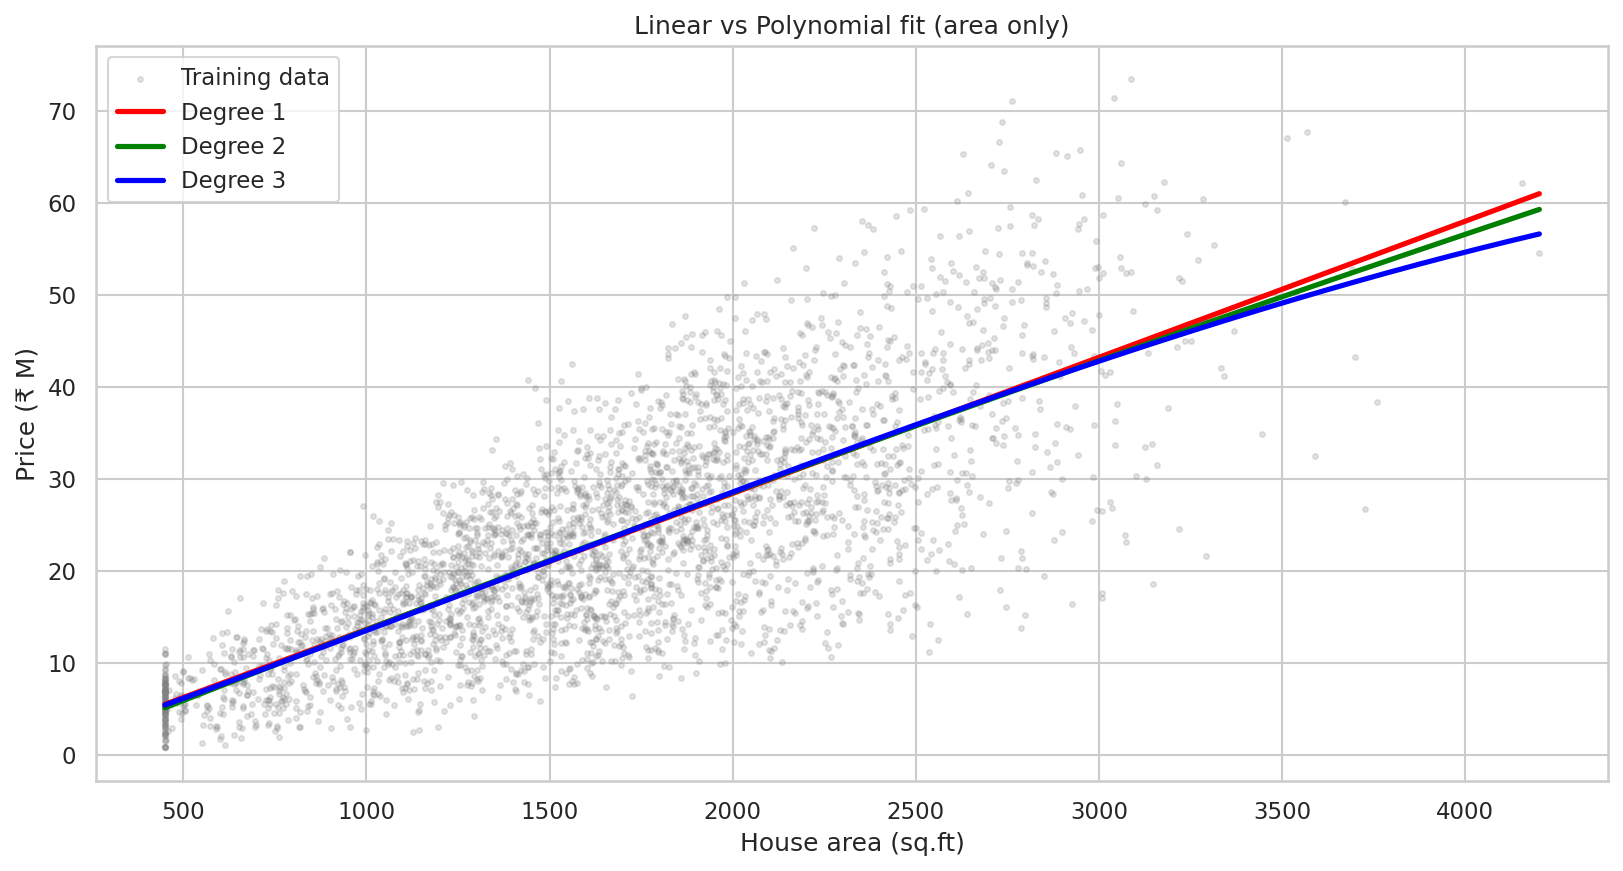 Linear vs Polynomial fit (area only)
Training data
Degree 1
Degree 2
Degree 3
Price (₹ M)
70
60
50
40
30
20
10
0
500 1000 1500 2000 2500 3000 3500 4000
House area (sq.ft)